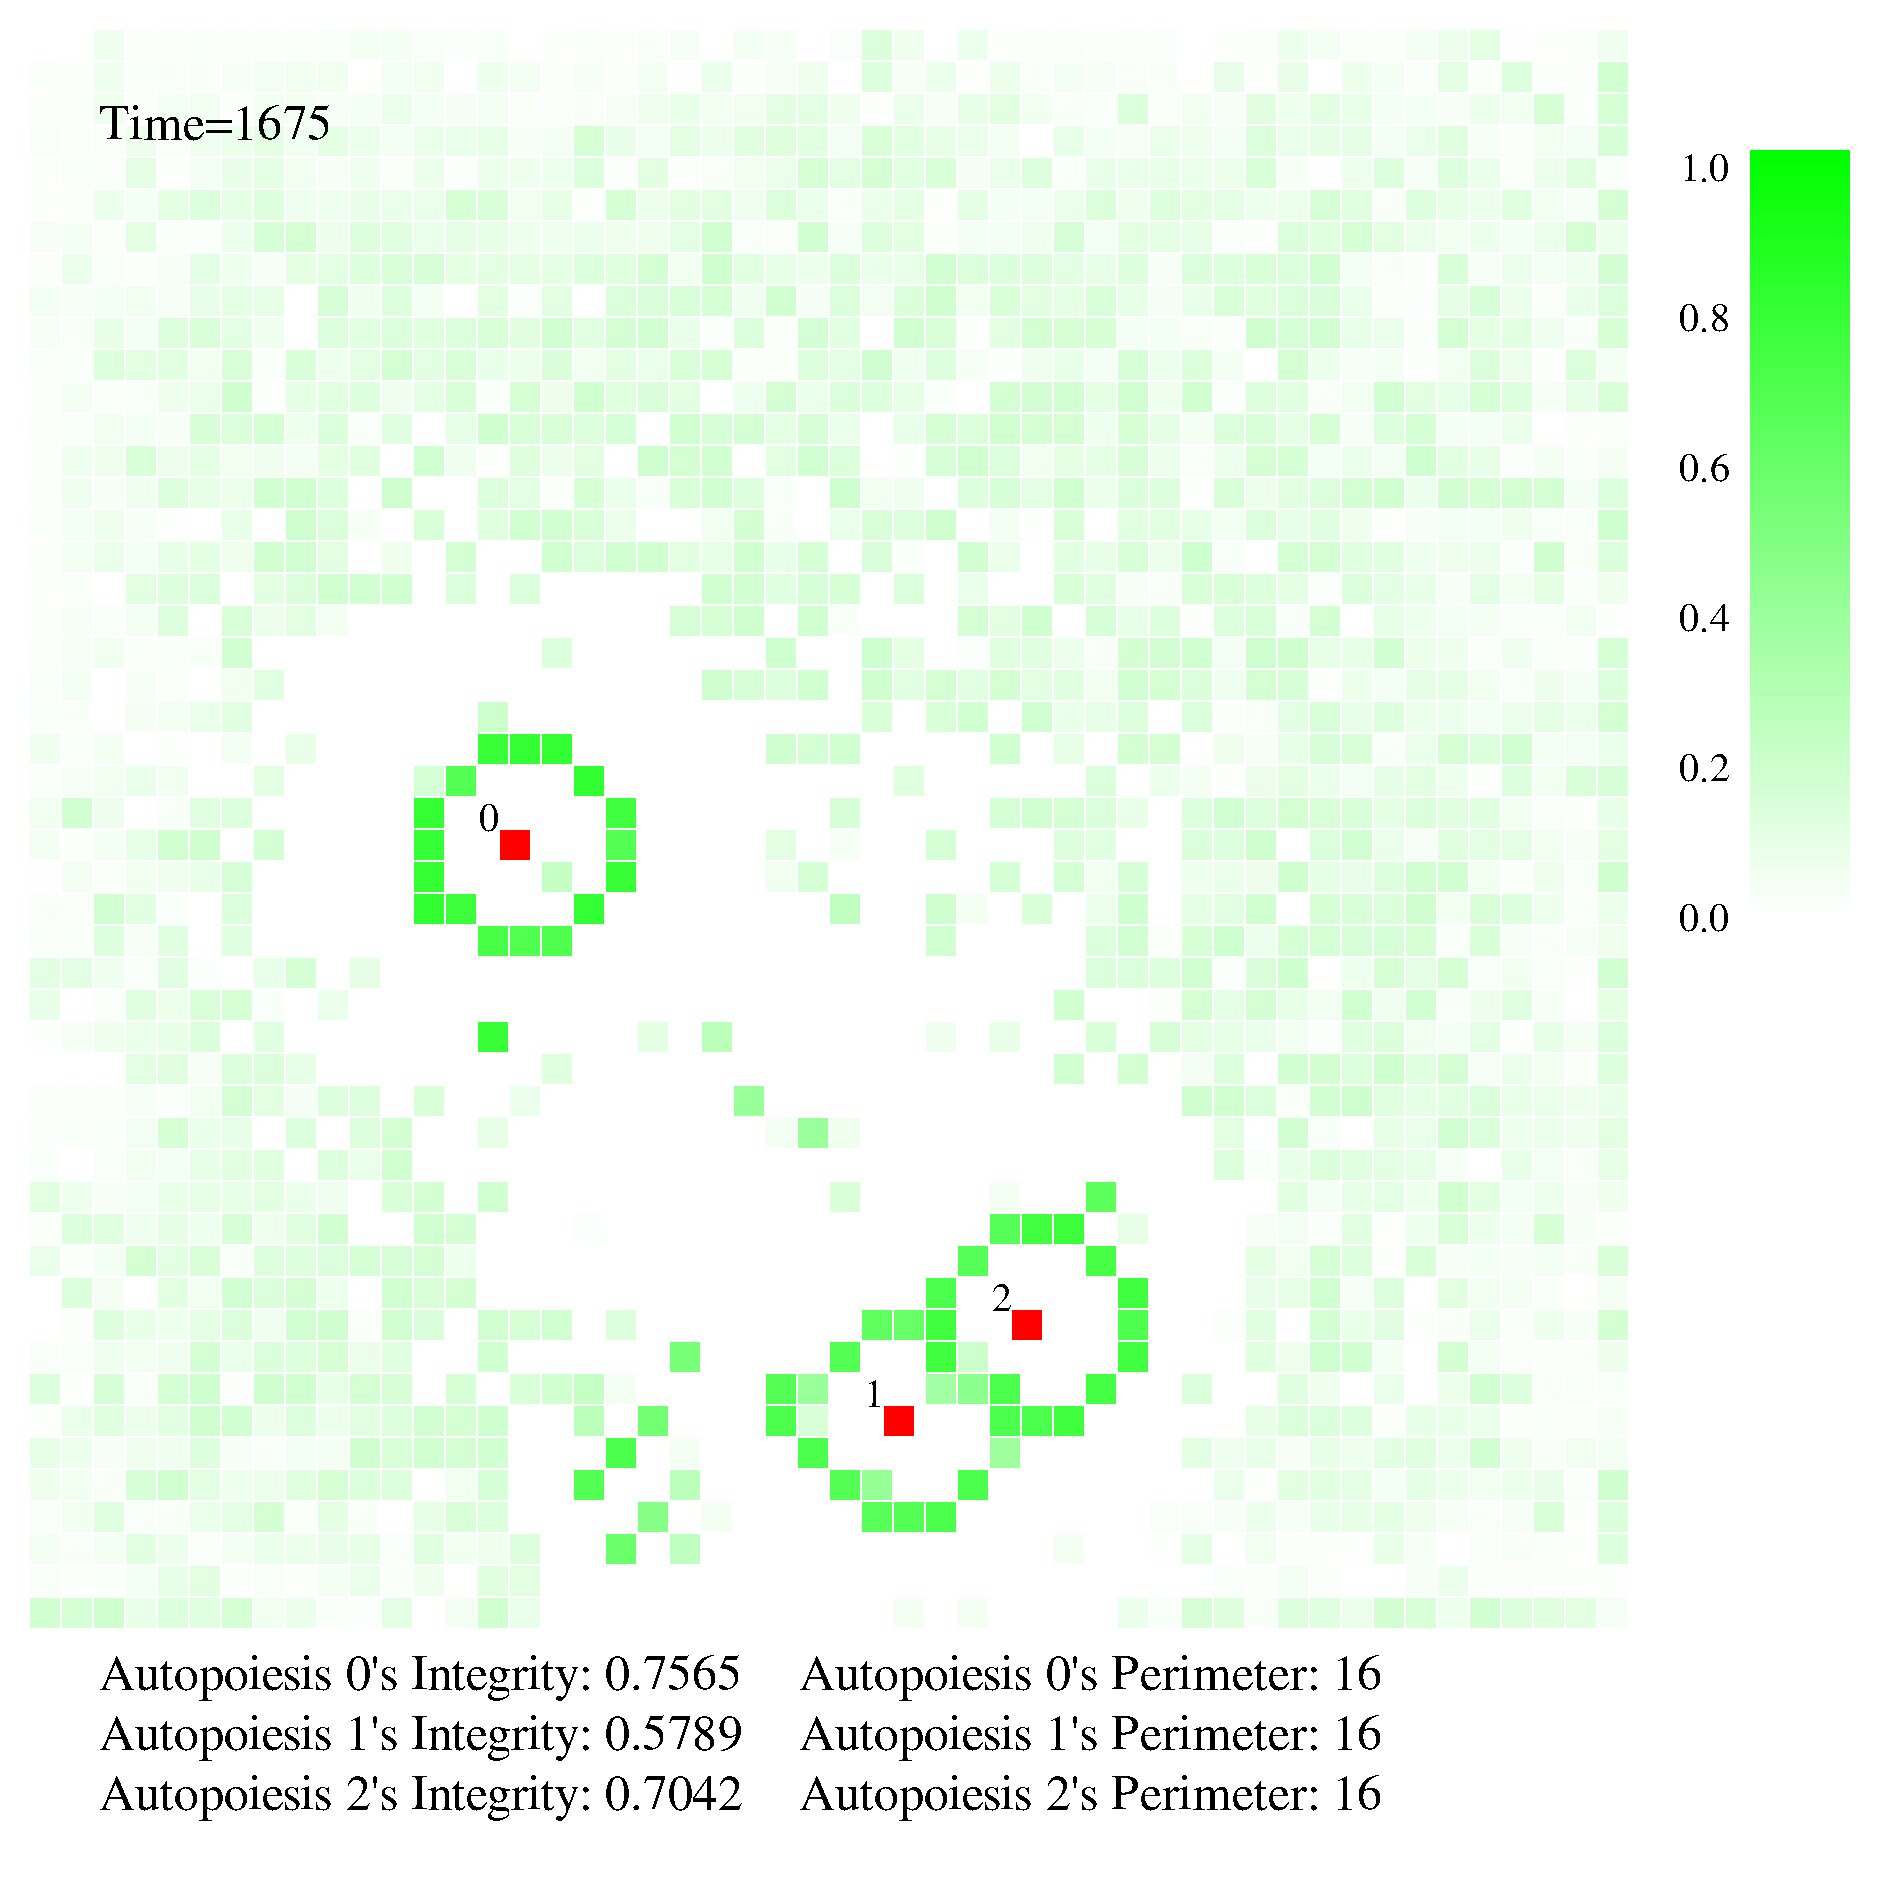 Time=1675
1.0
0.8
0.6
0.4
0.2
0.0
0
2
1
Autopoiesis 0's Integrity: 0.7565 Autopoiesis 0's Perimeter: 16
Autopoiesis 1's Integrity: 0.5789 Autopoiesis 1's Perimeter: 16
Autopoiesis 2's Integrity: 0.7042 Autopoiesis 2's Perimeter: 16